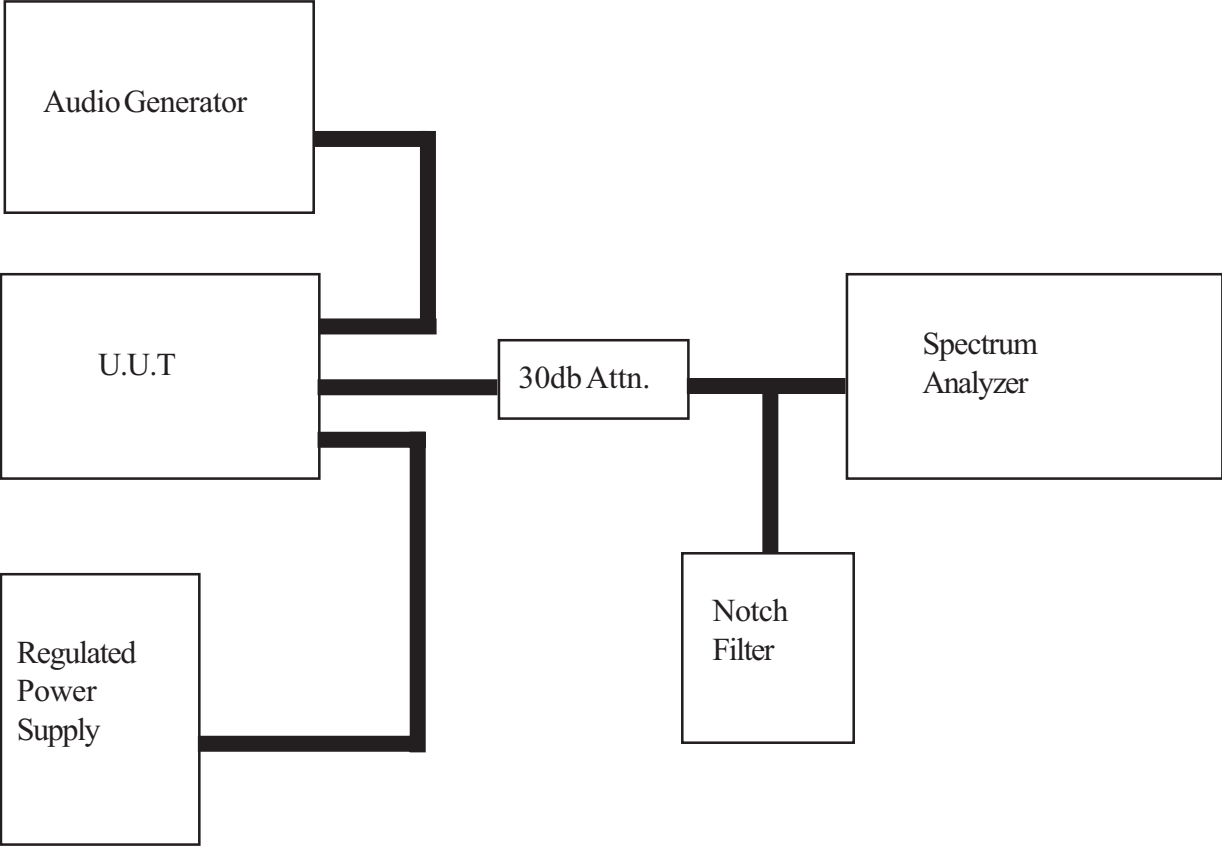 Audio Generator
U.U.T
30db Attn.
Spectrum
Analyzer
Notch
Filter
Regulated
Power
Supply